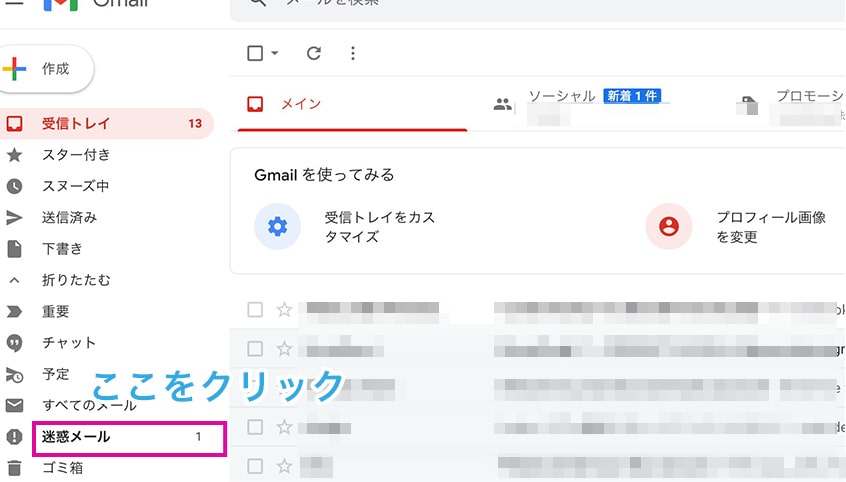 Gmail
メールを検索
作成
受信トレイ 13
スター付き
スヌーズ中
送信済み
下書き
折りたたむ
重要
チャット
予定
すべてのメール
迷惑メール 1
ゴミ箱
ここをクリック
メイン
ソーシャル 新着 1 件
プロモーシ
Gmail を使ってみる
受信トレイをカス
タマイズ
プロフィール画像
を変更